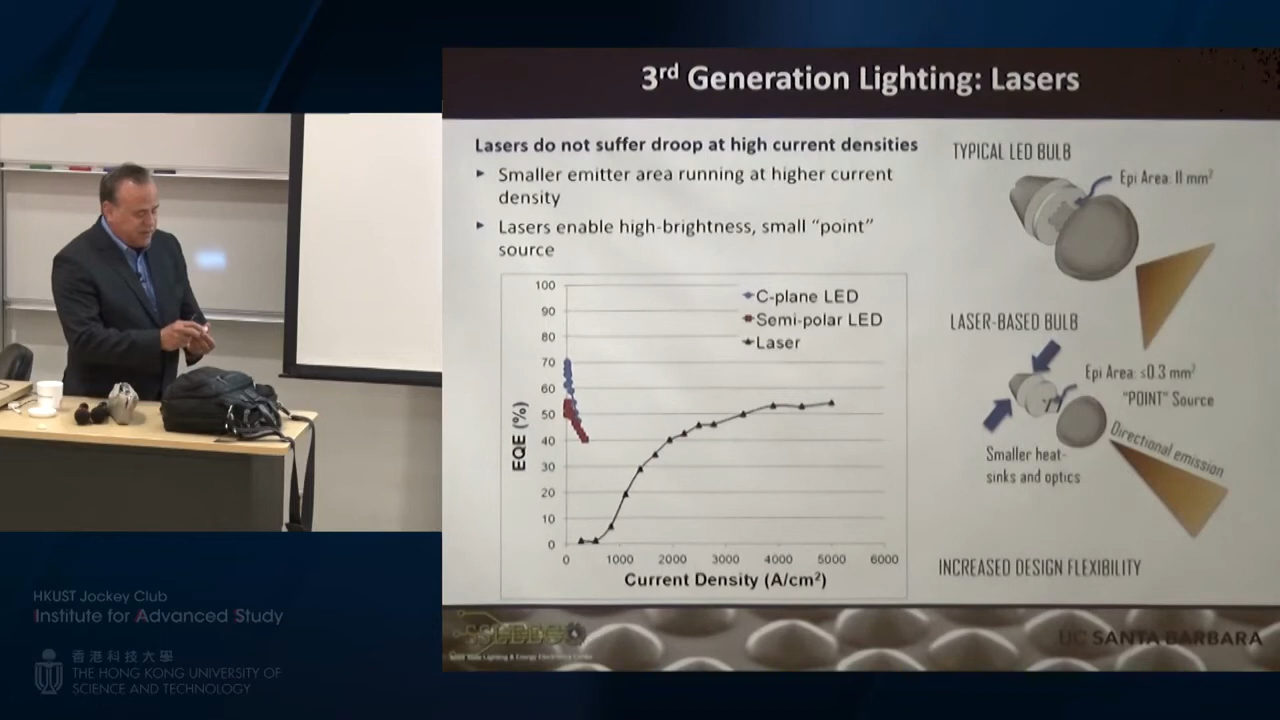 3rd Generation Lighting: Lasers
Lasers do not suffer droop at high current densities
Smaller emitter area running at higher current
density
Lasers enable high-brightness, small “point”
source
100
90
80
70
60
50
40
30
20
10
0
EQE (%)
C-plane LED
Semi-polar LED
Laser
0 1000 2000 3000 4000 5000 6000
Current Density (A/cm²)
TYPICAL LED BULB
Epi Area: 11 mm²
LASER-BASED BULB
Epi Area: ≤0.3 mm²
"POINT" Source
Directional emission
Smaller heat-
sinks and optics
INCREASED DESIGN FLEXIBILITY
UC SANTA BARBARA
HKUST Jockey Club
Institute for Advanced Study
香港科技大學
THE HONG KONG UNIVERSITY OF
SCIENCE AND TECHNOLOGY